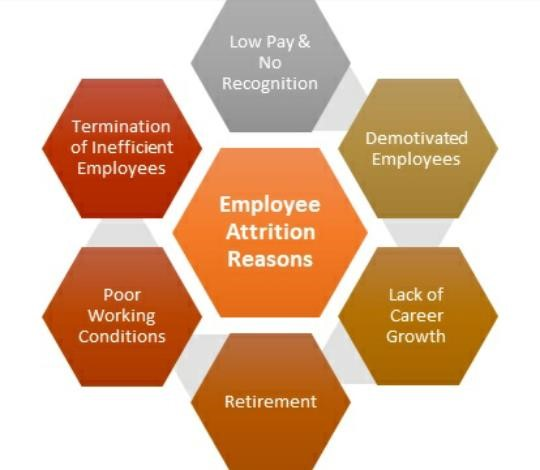 Low Pay &
No
Recognition
Termination
of Inefficient
Employees
Demotivated
Employees
Employee
Attrition
Reasons
Poor
Working
Conditions
Lack of
Career
Growth
Retirement